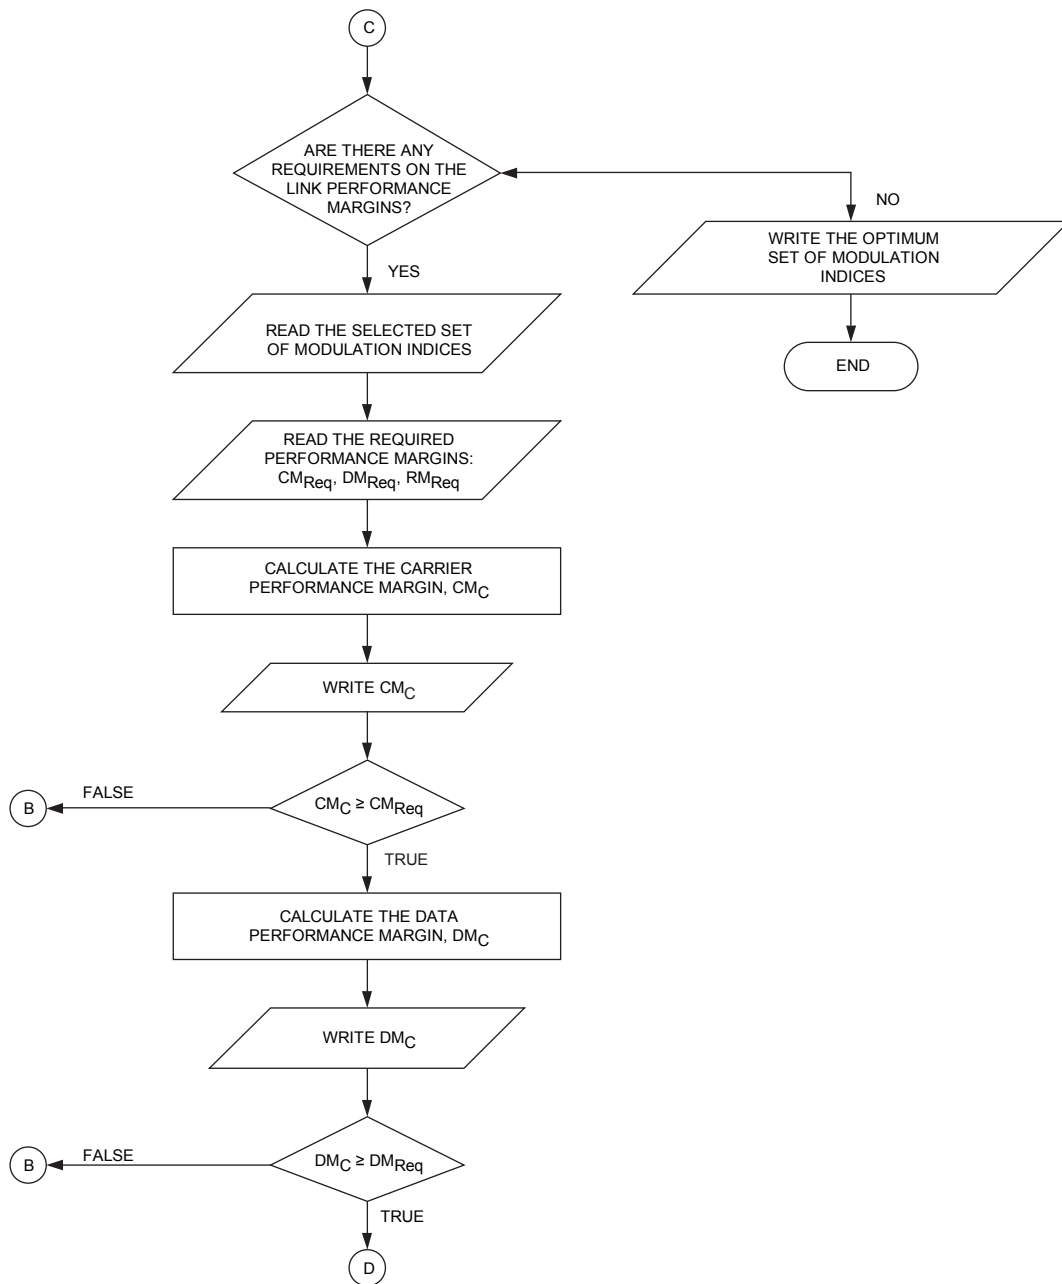 C
ARE THERE ANY
REQUIREMENTS ON THE
LINK PERFORMANCE
MARGINS?
NO
WRITE THE OPTIMUM
SET OF MODULATION
INDICES
END
YES
READ THE SELECTED SET
OF MODULATION INDICES
READ THE REQUIRED
PERFORMANCE MARGINS:
CMReq, DMReq, RMReq
CALCULATE THE CARRIER
PERFORMANCE MARGIN, CMC
WRITE CMC
FALSE
B
CMC ≥ CMReq
TRUE
CALCULATE THE DATA
PERFORMANCE MARGIN, DMC
WRITE DMC
FALSE
B
DMC ≥ DMReq
TRUE
D